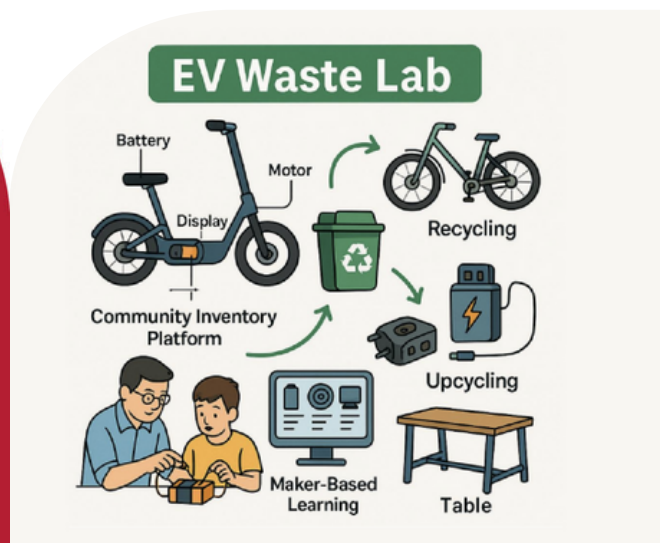 EV Waste Lab
Battery
Motor
Display
Recycling
Community Inventory
Platform
Upcycling
Maker-Based
Learning
Table